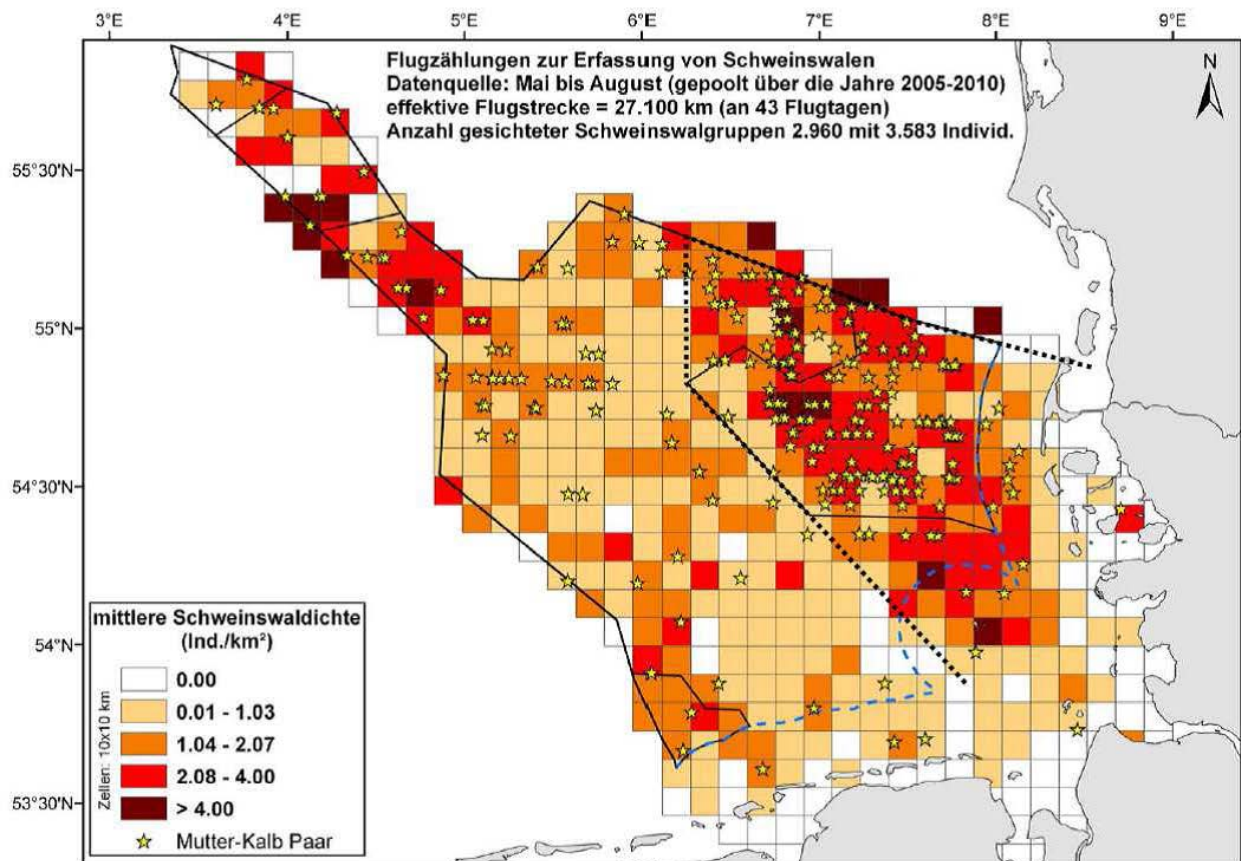 3°E 4°E 5°E 6°E 7°E 8°E 9°E
Flugzählungen zur Erfassung von Schweinswalen
Datenquelle: Mai bis August (gepoolt über die Jahre 2005-2010)
effektive Flugstrecke = 27.100 km (an 43 Flugtagen)
Anzahl gesichteter Schweinswalgruppen 2.960 mit 3.583 Individ.
N
55°30'N
55°N
54°30'N
54°N
53°30'N
mittlere Schweinswaldichte
(Ind./km²)
0.00
0.01 - 1.03
1.04 - 2.07
2.08 - 4.00
> 4.00
Mutter-Kalb Paar
Zellen: 10x10 km